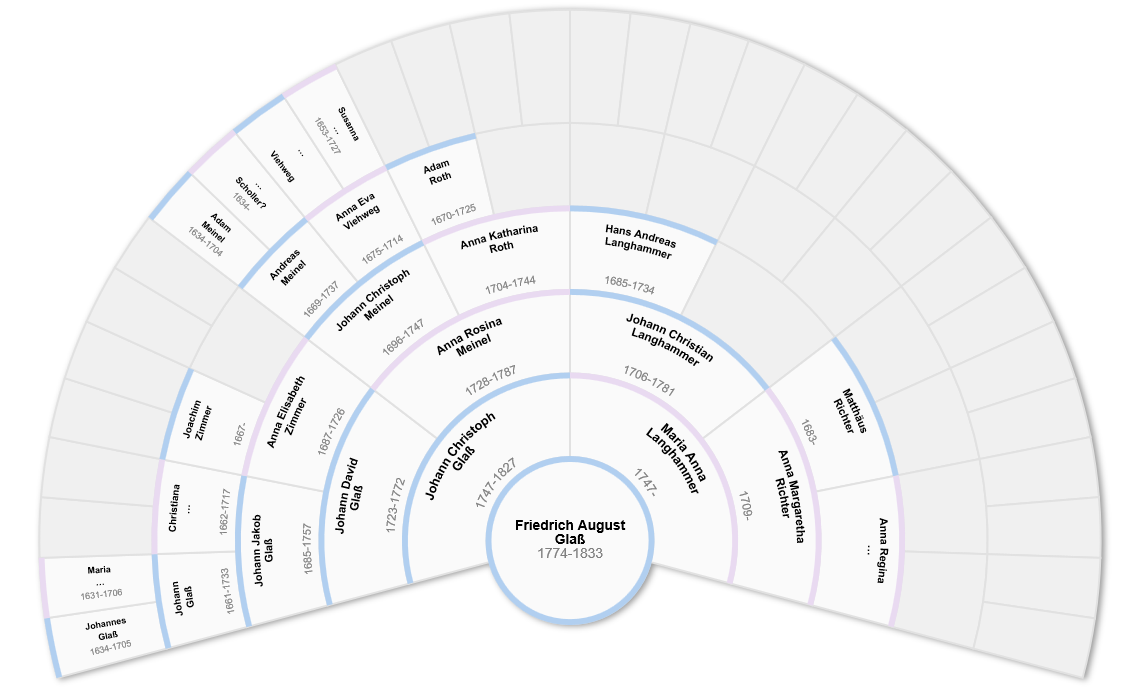 Friedrich August
Glaß
1774-1833
Johann Christoph
Glaß
1747-1827
Maria Anna
Langhammer
1747-
Johann David
Glaß
1723-1772
Anna Rosina
Meinel
1728-1787
Johann Christian
Langhammer
1706-1781
Anna Margaretha
Richter
1709-
Johann Jakob
Glaß
1685-1757
Anna Elisabeth
Zimmer
1687-1726
Johann Christoph
Meinel
1696-1747
Anna Katharina
Roth
1704-1744
Hans Andreas
Langhammer
1685-1734
Matthäus
Richter
1683-
Anna Regina
...
Johann
Glaß
1661-1733
Christiana
...
1662-1717
Joachim
Zimmer
1667-
Andreas
Meinel
1669-1737
Anna Eva
Viehweg
1675-1714
Adam
Roth
1670-1725
Johannes
Glaß
1634-1705
Maria
...
1631-1706
Adam
Meinel
1634-1704
...
Scholler?
1634-
...
Viehweg
Susanna
...
1653-1727